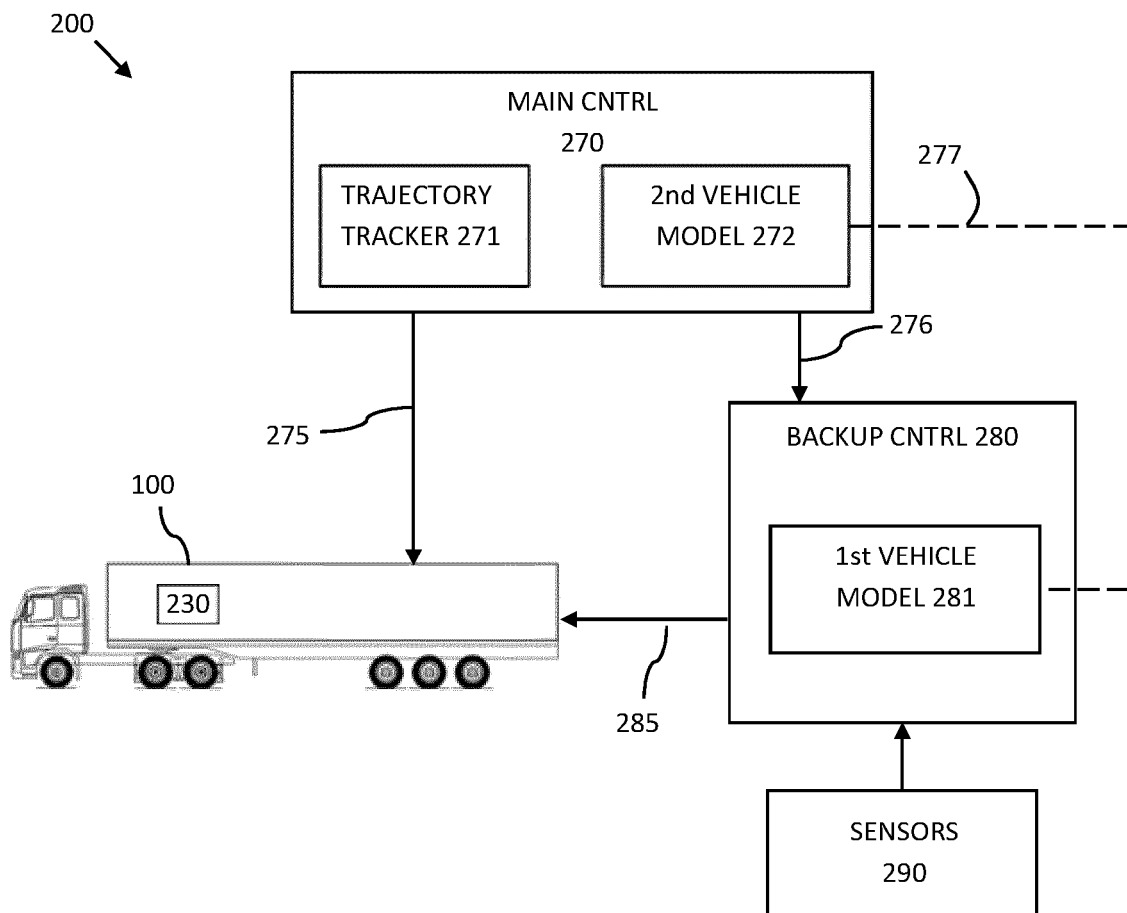 200
MAIN CNTRL
270
277
TRAJECTORY
TRACKER 271
2nd VEHICLE
MODEL 272
276
275
BACKUP CNTRL 280
100
1st VEHICLE
MODEL 281
230
285
SENSORS
290